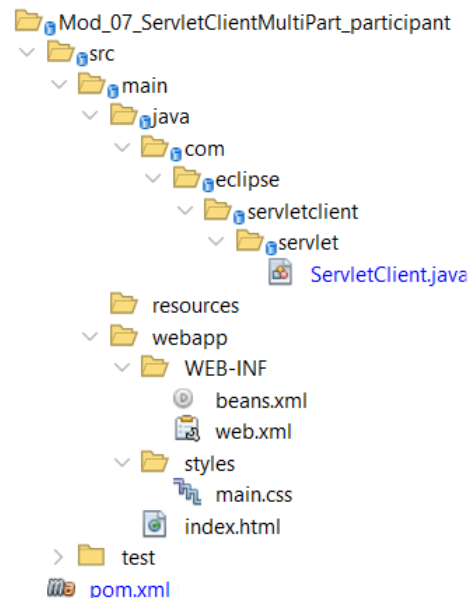 Mod_07_ServletClientMultiPart_participant
src
main
java
com
eclipse
servletclient
servlet
ServletClient.java
resources
webapp
WEB-INF
beans.xml
web.xml
styles
main.css
index.html
test
pom.xml